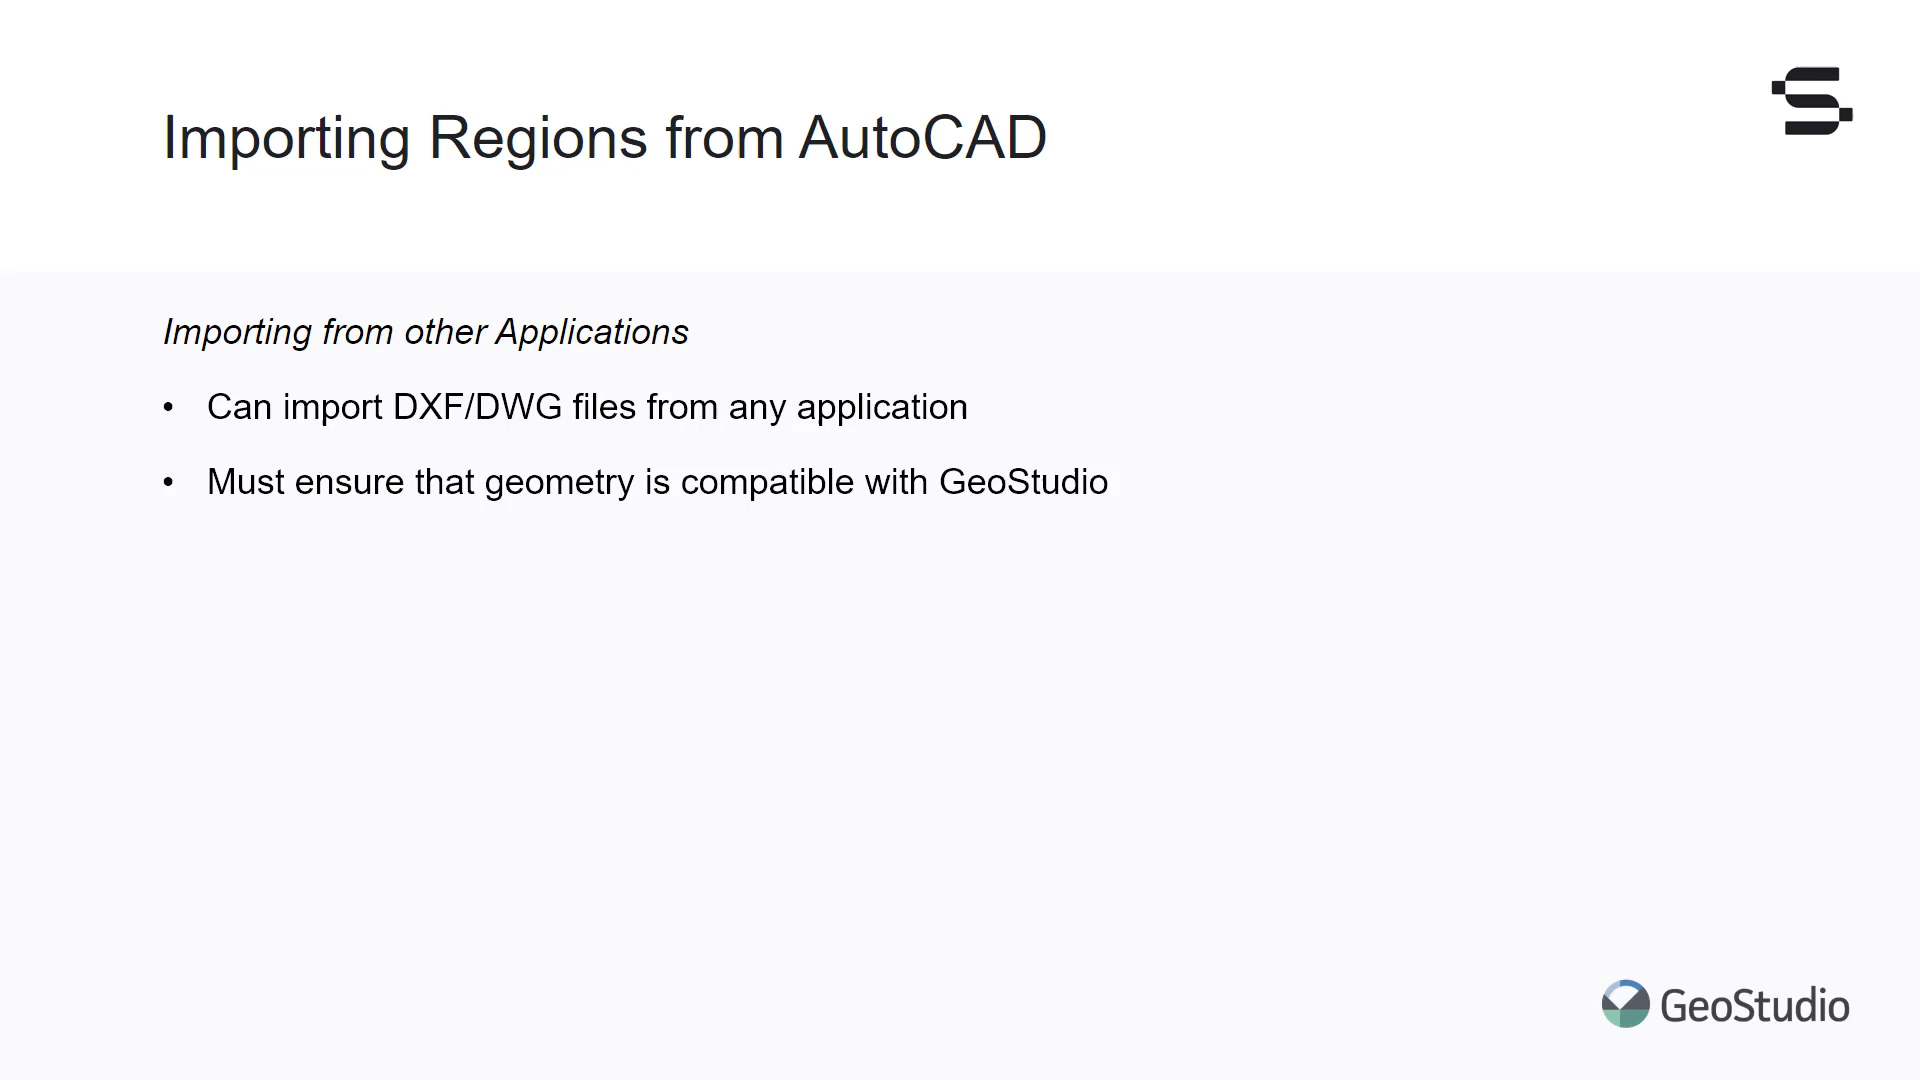 Importing Regions from AutoCAD
Importing from other Applications
• Can import DXF/DWG files from any application
• Must ensure that geometry is compatible with GeoStudio
GeoStudio